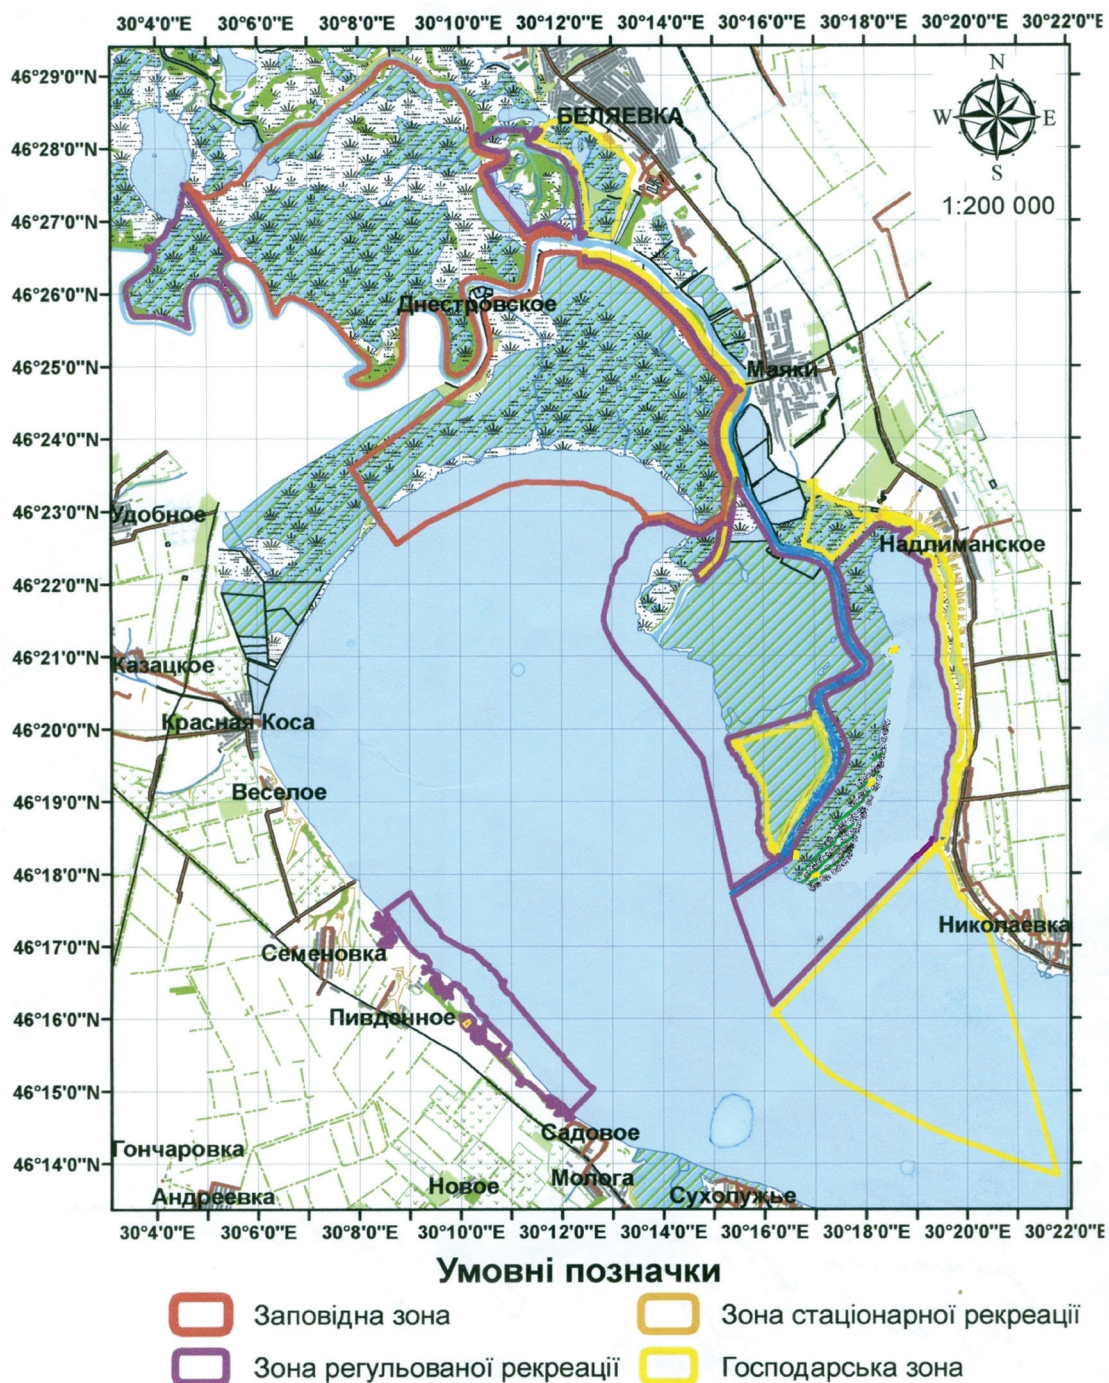 30°4'0"E 30°6'0"E 30°8'0"E 30°10'0"E 30°12'0"E 30°14'0"E 30°16'0"E 30°18'0"E 30°20'0"E 30°22'0"E
46°29'0"N
N
БЕЛЯЕВКА
W
E
46°28'0"N
S
1:200 000
46°27'0"N
46°26'0"N
Днестровское
46°25'0"N
Маяки
46°24'0"N
46°23'0"N
Удобное
Надлиманское
46°22'0"N
46°21'0"N
Казацкое
46°20'0"N
Красная Коса
46°19'0"N
Веселое
46°18'0"N
Николаевка
46°17'0"N
Семеновка
46°16'0"N
Пивденное
46°15'0"N
Садовое
Гончаровка
46°14'0"N
Молога
Новое
Андреевка
Сухолужье
30°4'0"E 30°6'0"E 30°8'0"E 30°10'0"E 30°12'0"E 30°14'0"E 30°16'0"E 30°18'0"E 30°20'0"E 30°22'0"E
Умовні позначки
Заповідна зона
Зона стаціонарної рекреації
Зона регульованої рекреації
Господарська зона